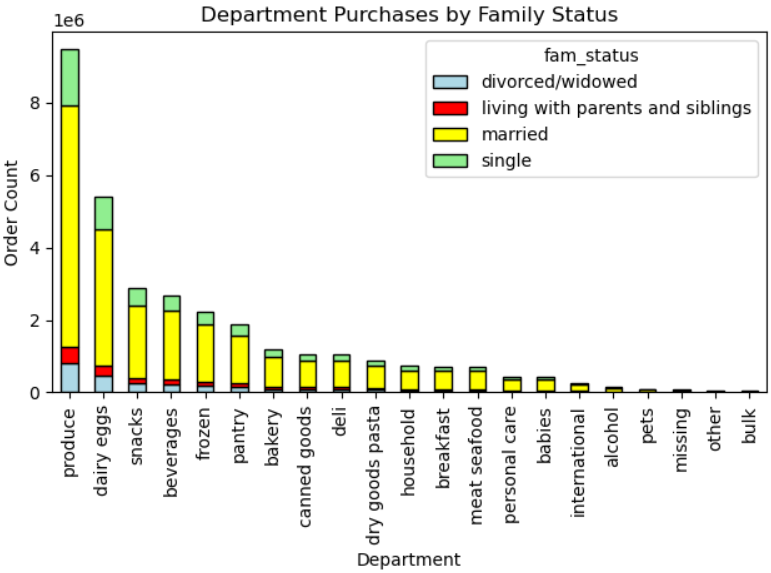 Department Purchases by Family Status
1e6
fam_status
divorced/widowed
living with parents and siblings
married
single
Order Count
8
6
4
2
0
produce
dairy eggs
snacks
beverages
frozen
pantry
bakery
canned goods
deli
dry goods pasta
household
breakfast
meat seafood
personal care
babies
international
alcohol
pets
missing
other
bulk
Department